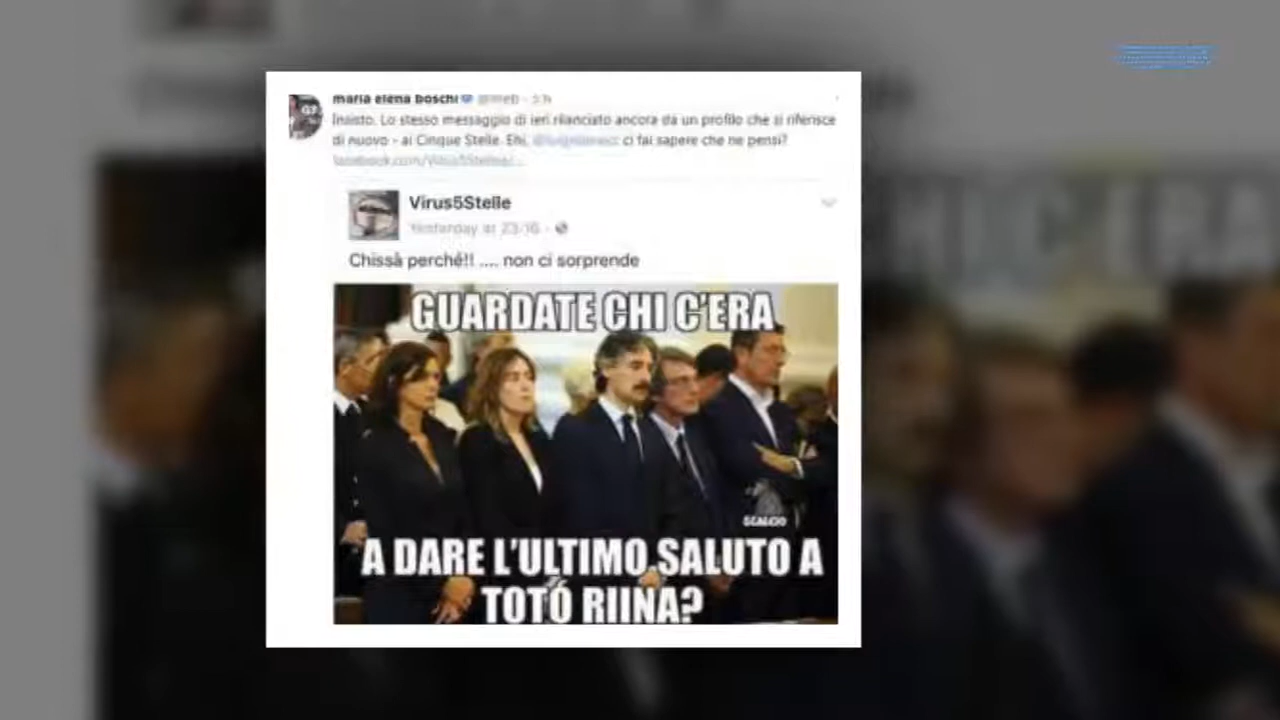 maria elena boschi @meb - 5 h
Insisto. Lo stesso messaggio di ieri rilanciato ancora da un profilo che si riferisce
di nuovo - ai Cinque Stelle. Ehi, ci fai sapere che ne pensi?
facebook.com/Virus5Stelle/...
Virus5Stelle
Yesterday at 23:16
Chissà perché!! .... non ci sorprende
GUARDATE CHI C'ERA
A DARE L'ULTIMO SALUTO A
TOTÓ RIINA?